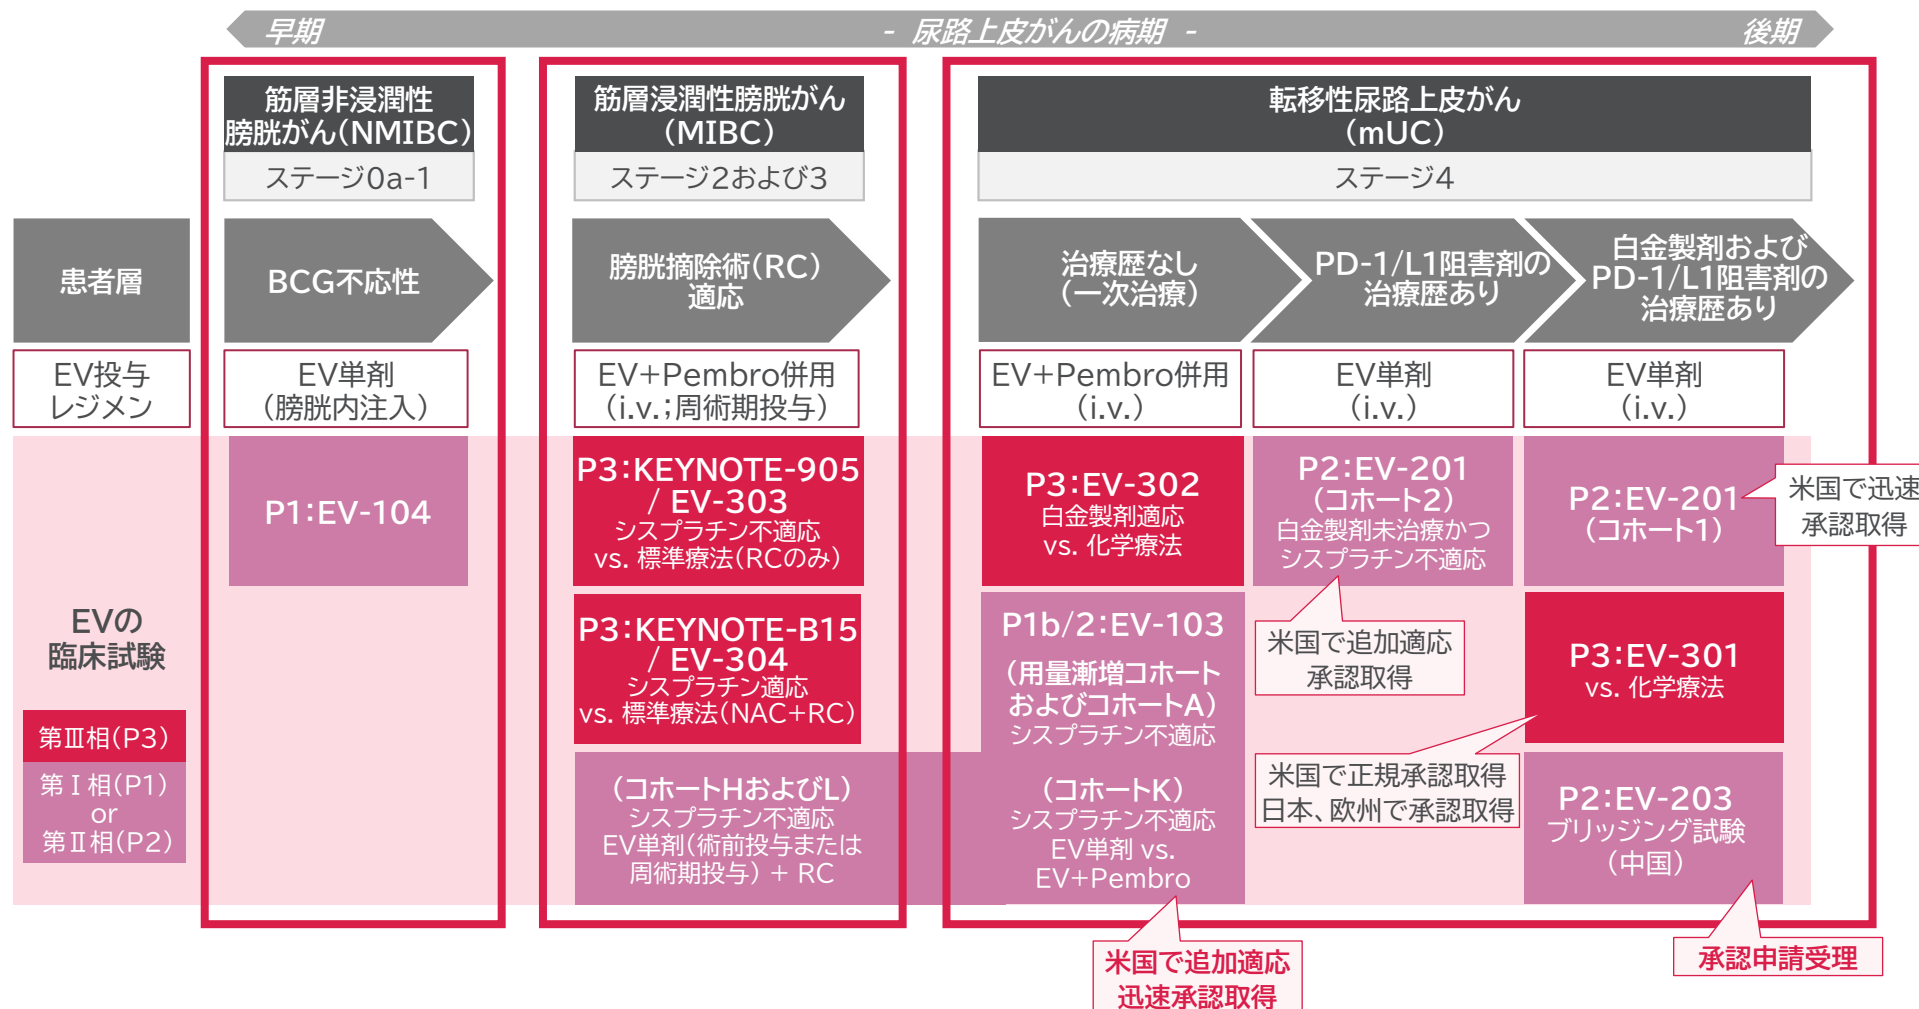 早期
- 尿路上皮がんの病期 -
後期
筋層非浸潤性
膀胱がん(NMIBC)
ステージ0a-1
筋層浸潤性膀胱がん
(MIBC)
ステージ2および3
転移性尿路上皮がん
(mUC)
ステージ4
患者層
BCG不応性
膀胱摘除術(RC)
適応
治療歴なし
(一次治療)
PD-1/L1阻害剤の
治療歴あり
白金製剤および
PD-1/L1阻害剤の
治療歴あり
EV投与
レジメン
EV単剤
(膀胱内注入)
EV+Pembro併用
(i.v.;周術期投与)
EV+Pembro併用
(i.v.)
EV単剤
(i.v.)
EV単剤
(i.v.)
EVの
臨床試験
第Ⅲ相(P3)
第Ⅰ相(P1)
or
第Ⅱ相(P2)
P1:EV-104
P3:KEYNOTE-905
/ EV-303
シスプラチン不適応
vs. 標準療法(RCのみ)
P3:KEYNOTE-B15
/ EV-304
シスプラチン適応
vs. 標準療法(NAC+RC)
(コホートHおよびL)
シスプラチン不適応
EV単剤(術前投与または
周術期投与) + RC
P3:EV-302
白金製剤適応
vs. 化学療法
P1b/2:EV-103
(用量漸増コホート
およびコホートA)
シスプラチン不適応
(コホートK)
シスプラチン不適応
EV単剤 vs.
EV+Pembro
米国で追加適応
迅速承認取得
P2:EV-201
(コホート2)
白金製剤未治療かつ
シスプラチン不適応
米国で追加適応
承認取得
P2:EV-201
(コホート1)
米国で迅速
承認取得
P3:EV-301
vs. 化学療法
米国で正規承認取得
日本、欧州で承認取得
P2:EV-203
ブリッジング試験
(中国)
承認申請受理